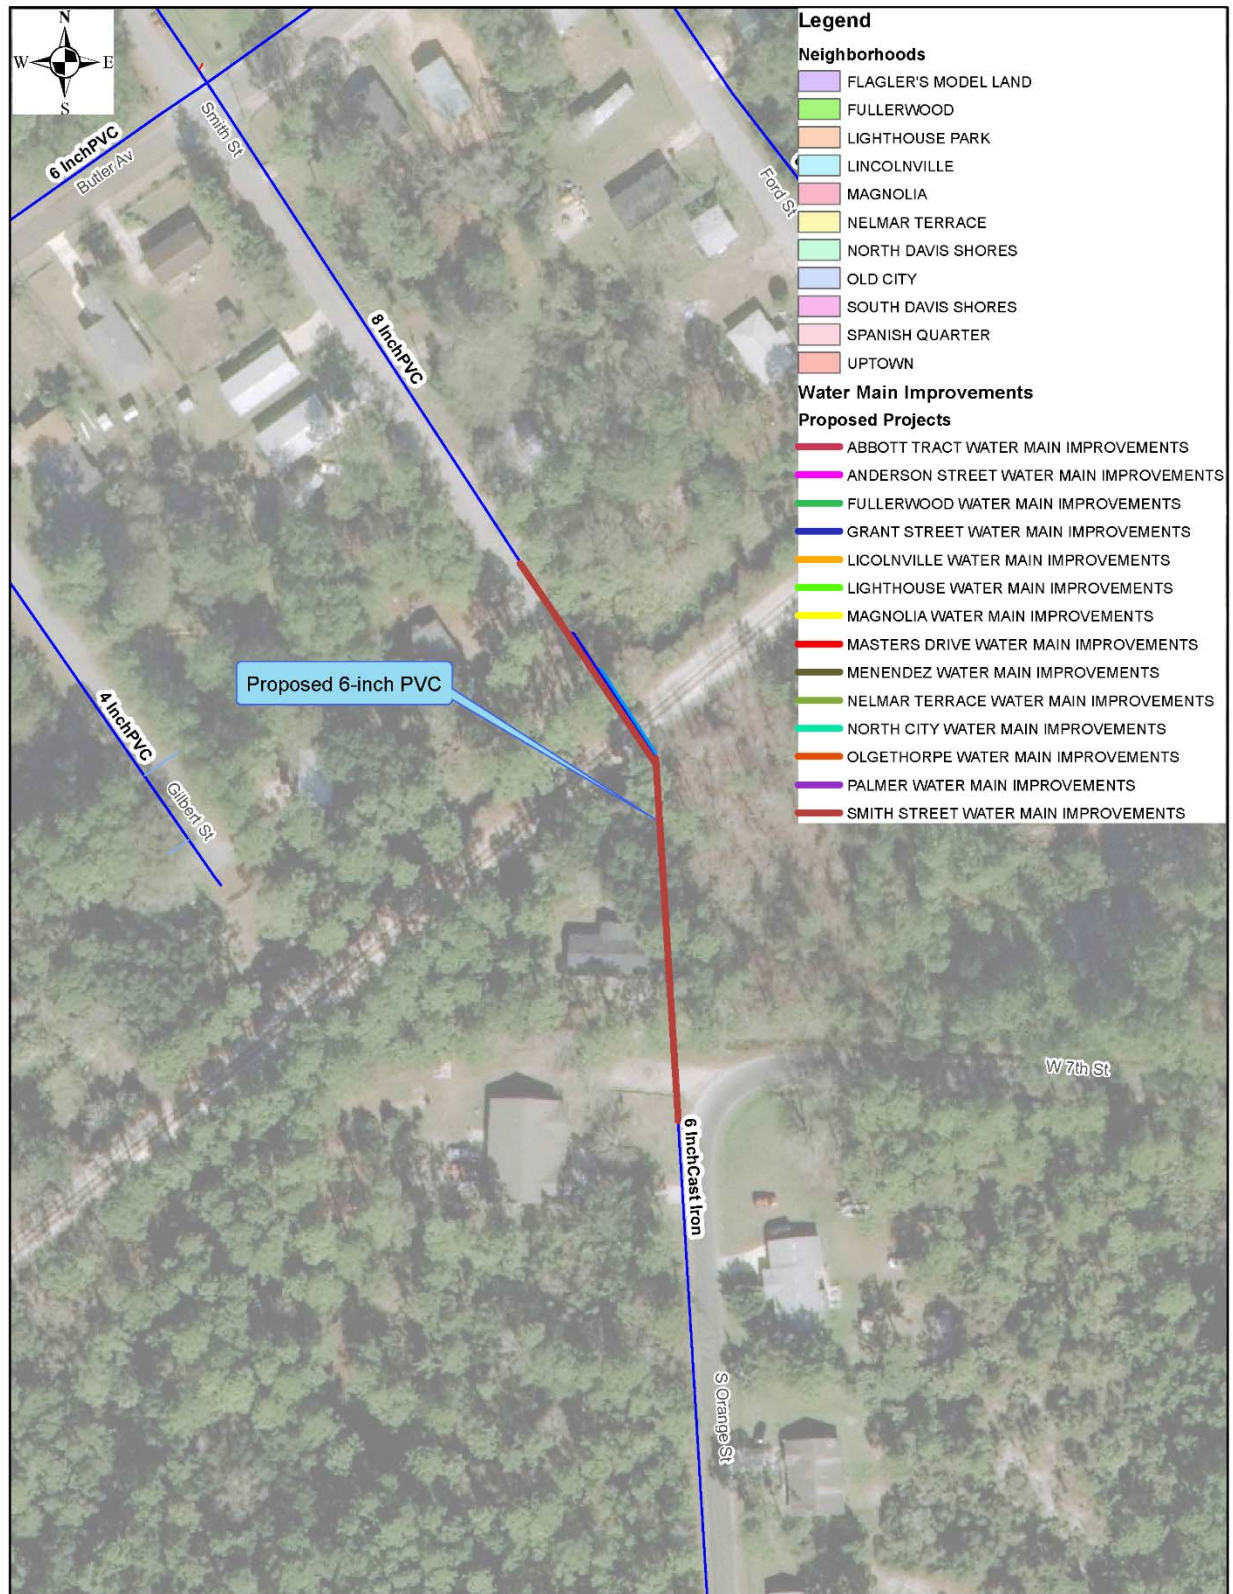 N
W E
S
6 InchPVC
Butler Av
Smith St
Ford St
8 InchPVC
Proposed 6-inch PVC
4 InchPVC
Gilbert St
W 7th St
6 InchCast Iron
S Orange St
Legend
Neighborhoods
FLAGLER'S MODEL LAND
FULLERWOOD
LIGHTHOUSE PARK
LINCOLNVILLE
MAGNOLIA
NELMAR TERRACE
NORTH DAVIS SHORES
OLD CITY
SOUTH DAVIS SHORES
SPANISH QUARTER
UPTOWN
Water Main Improvements
Proposed Projects
ABBOTT TRACT WATER MAIN IMPROVEMENTS
ANDERSON STREET WATER MAIN IMPROVEMENTS
FULLERWOOD WATER MAIN IMPROVEMENTS
GRANT STREET WATER MAIN IMPROVEMENTS
LICOLNVILLE WATER MAIN IMPROVEMENTS
LIGHTHOUSE WATER MAIN IMPROVEMENTS
MAGNOLIA WATER MAIN IMPROVEMENTS
MASTERS DRIVE WATER MAIN IMPROVEMENTS
MENENDEZ WATER MAIN IMPROVEMENTS
NELMAR TERRACE WATER MAIN IMPROVEMENTS
NORTH CITY WATER MAIN IMPROVEMENTS
OLGETHORPE WATER MAIN IMPROVEMENTS
PALMER WATER MAIN IMPROVEMENTS
SMITH STREET WATER MAIN IMPROVEMENTS